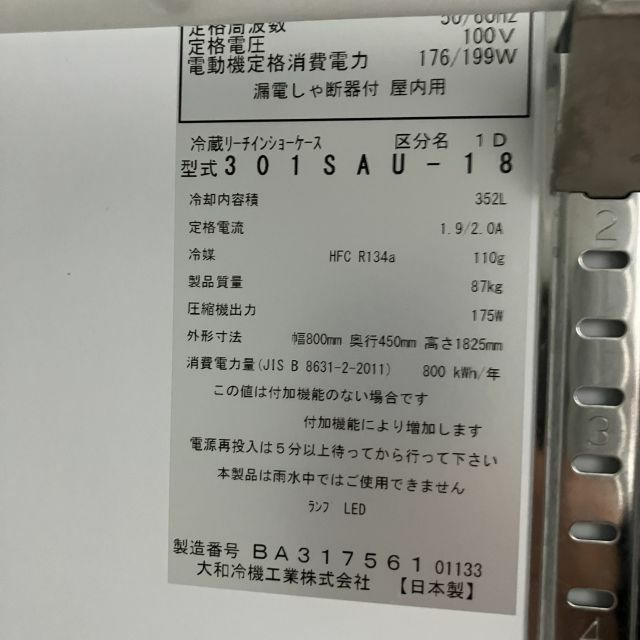 定格周波数 50/60Hz
定格電圧 100V
電動機定格消費電力 176/199W
漏電しゃ断器付 屋内用
冷蔵リーチインショーケース 区分名 1D
型式 301SAU-18
冷却内容積 352L
定格電流 1.9/2.0A
冷媒 HFC R134a 110g
製品質量 87kg
圧縮機出力 175W
外形寸法 幅800mm 奥行450mm 高さ1825mm
消費電力量(JIS B 8631-2-2011) 800 kWh/年
この値は付加機能のない場合です
付加機能により増加します
電源再投入は5分以上待ってから行って下さい
本製品は雨水中ではご使用できません
ランプ LED
製造番号 BA317561 01133
大和冷機工業株式会社 【日本製】
2
3
4